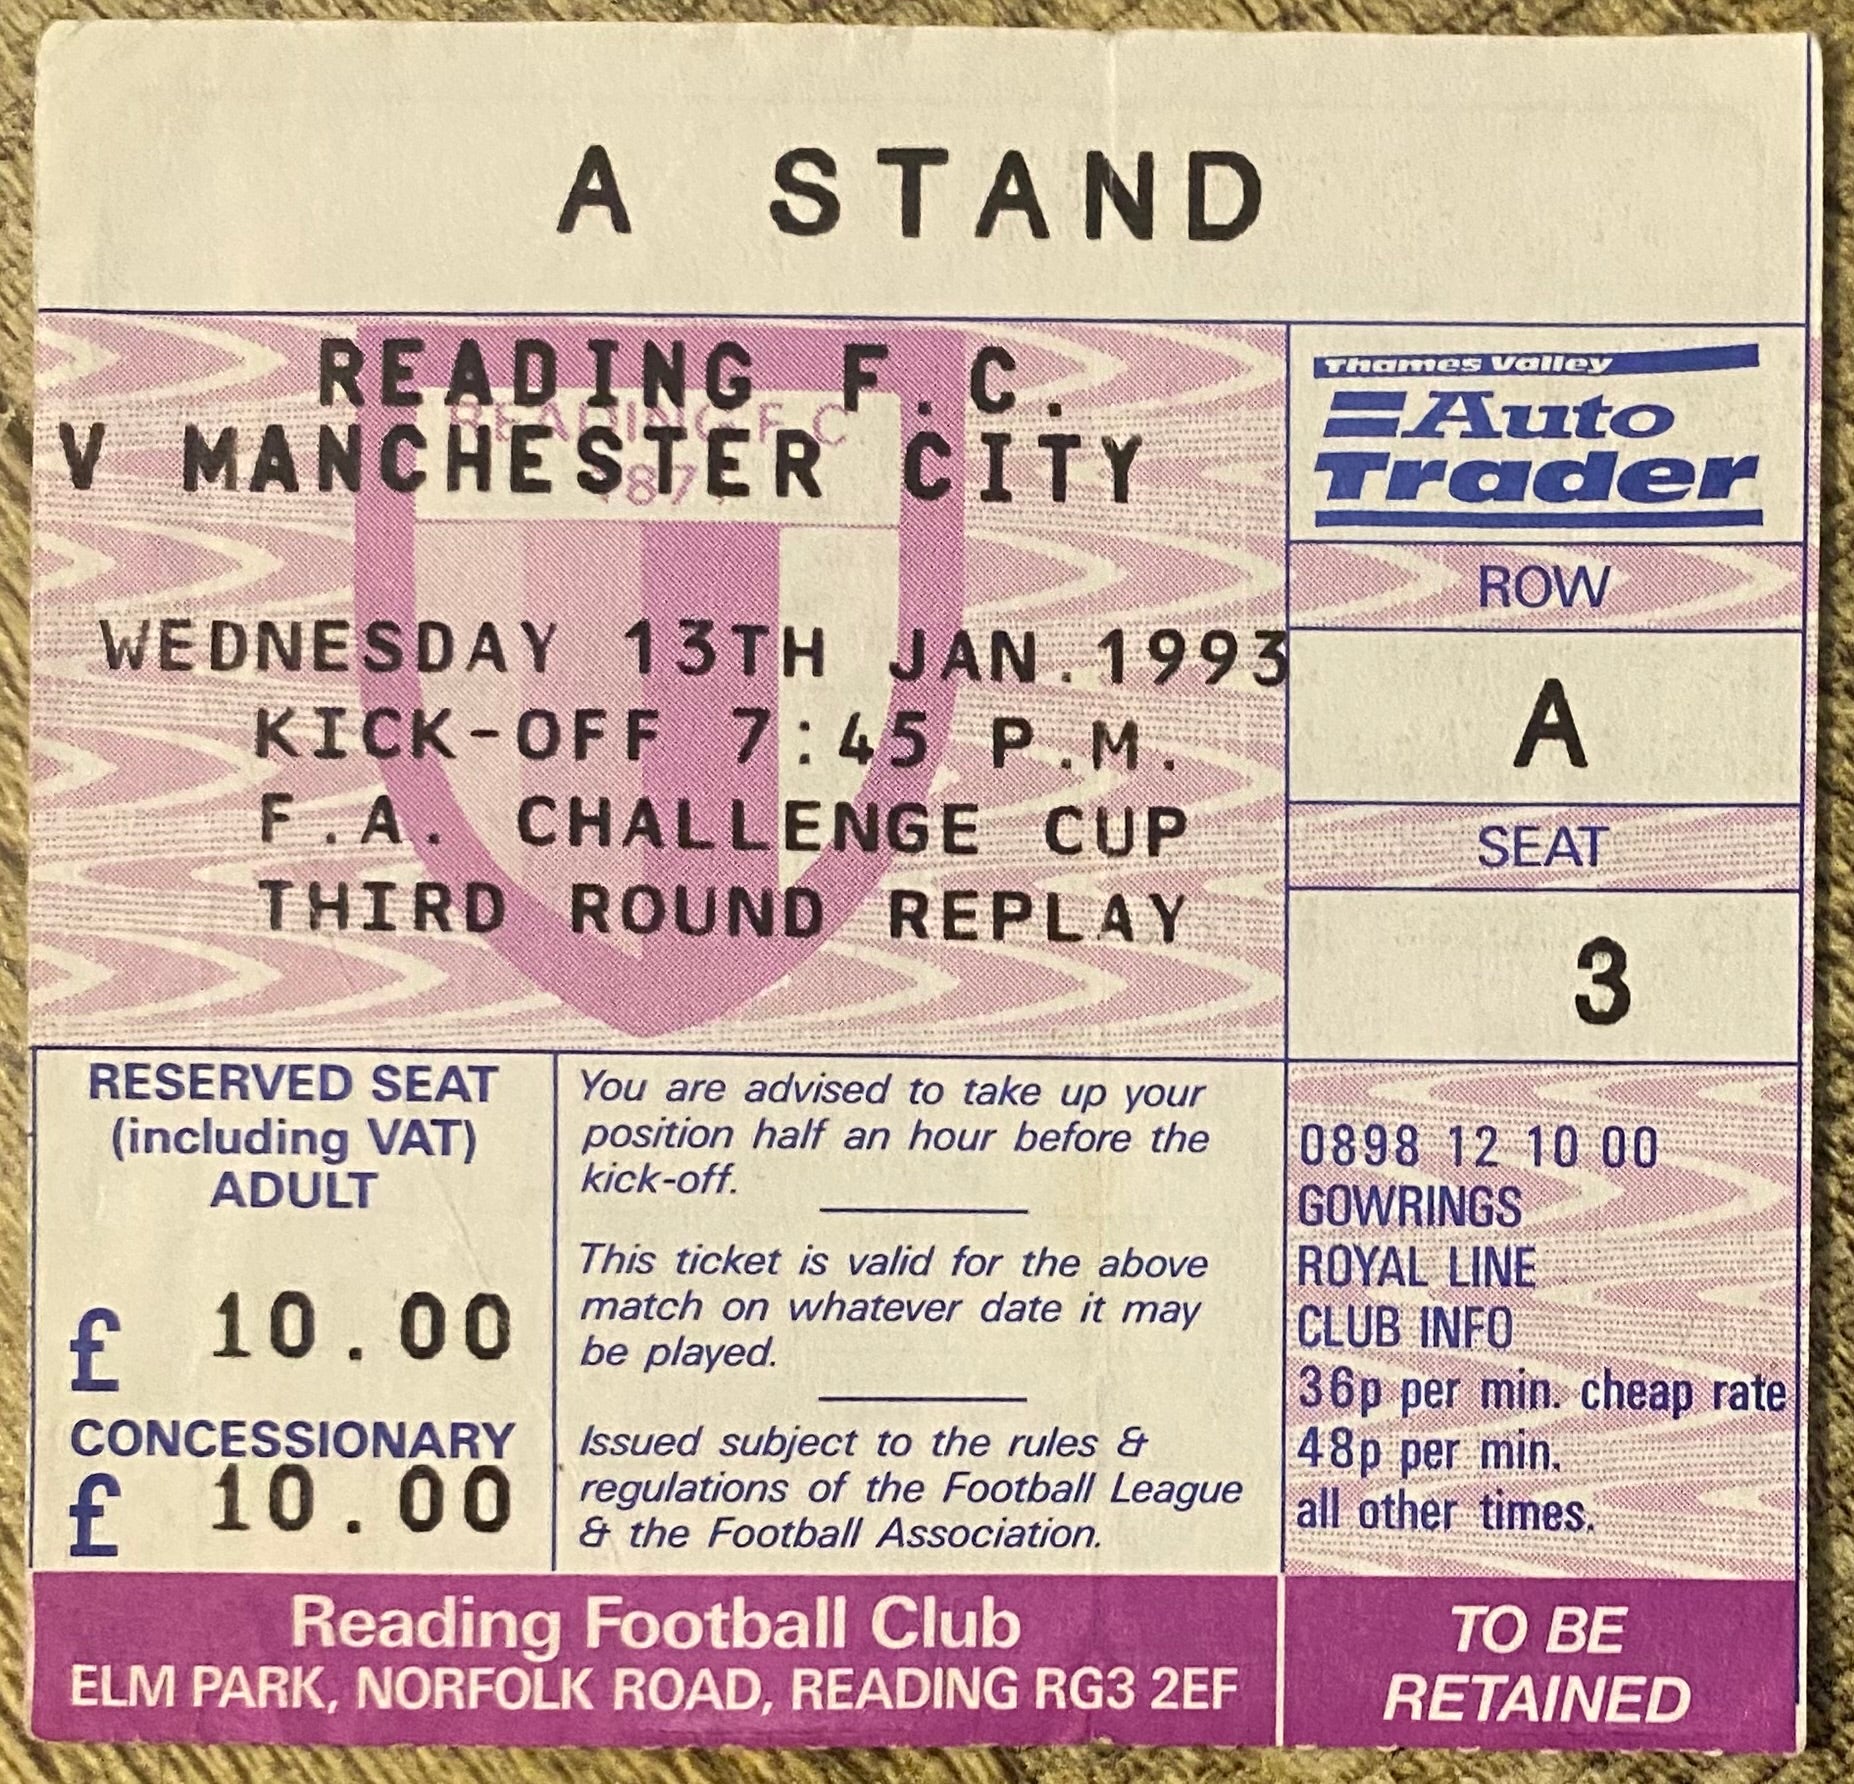 A STAND
READING F.C.
V MANCHESTER CITY
READING F.C.
WEDNESDAY 13TH JAN. 1993
KICK-OFF 7:45 P.M.
F.A. CHALLENGE CUP
THIRD ROUND REPLAY
Thames Valley
Auto
Trader
ROW
A
SEAT
3
RESERVED SEAT
(including VAT)
ADULT
£ 10.00
CONCESSIONARY
£ 10.00
You are advised to take up your
position half an hour before the
kick-off.
This ticket is valid for the above
match on whatever date it may
be played.
Issued subject to the rules &
regulations of the Football League
& the Football Association.
0898 12 10 00
GOWRINGS
ROYAL LINE
CLUB INFO
36p per min. cheap rate
48p per min.
all other times.
Reading Football Club
ELM PARK, NORFOLK ROAD, READING RG3 2EF
TO BE
RETAINED